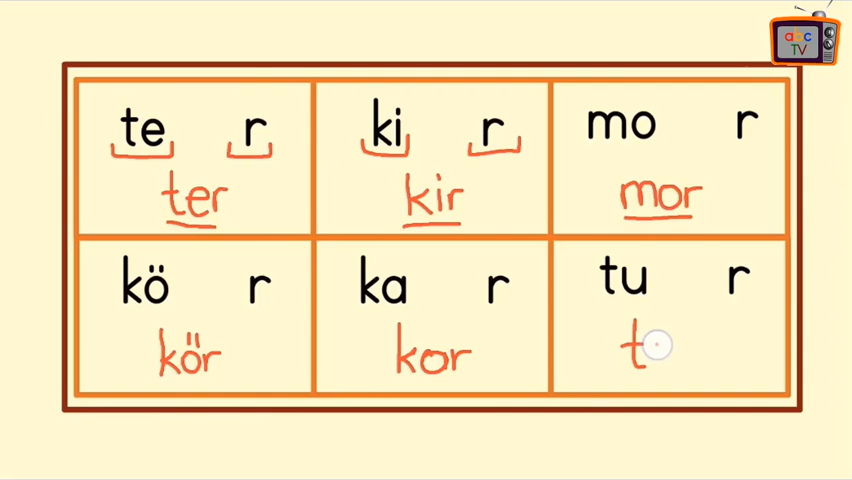 abc
TV
te r ki r mo r
ter kir mor
kö r ka r tu r
kör kor t